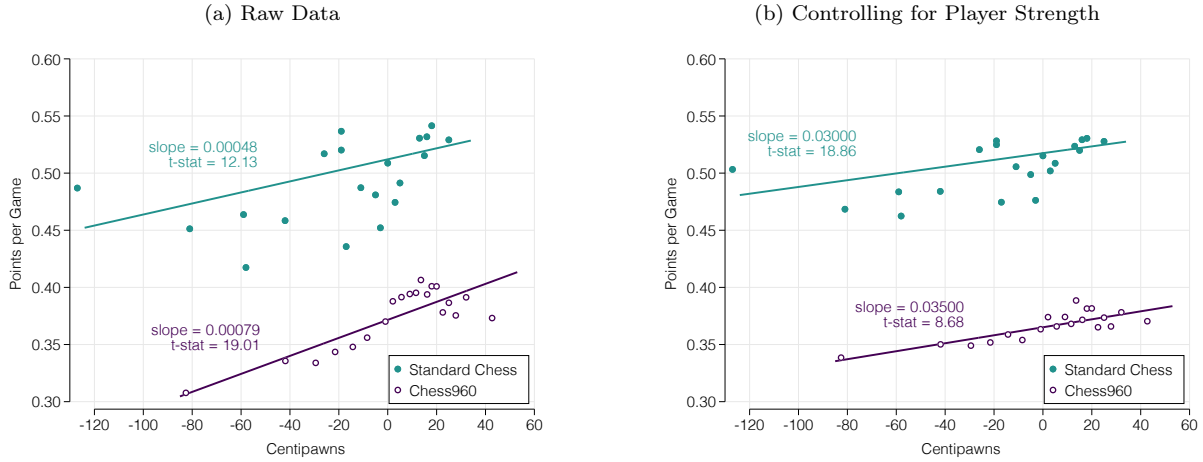 (a) Raw Data
0.60
0.55
0.50
0.45
0.40
0.35
0.30
Points per Game
slope = 0.00048
t-stat = 12.13
slope = 0.00079
t-stat = 19.01
Standard Chess
Chess960
-120 -100 -80 -60 -40 -20 0 20 40 60
Centipawns
(b) Controlling for Player Strength
0.60
0.55
0.50
0.45
0.40
0.35
0.30
Points per Game
slope = 0.03000
t-stat = 18.86
slope = 0.03500
t-stat = 8.68
Standard Chess
Chess960
-120 -100 -80 -60 -40 -20 0 20 40 60
Centipawns